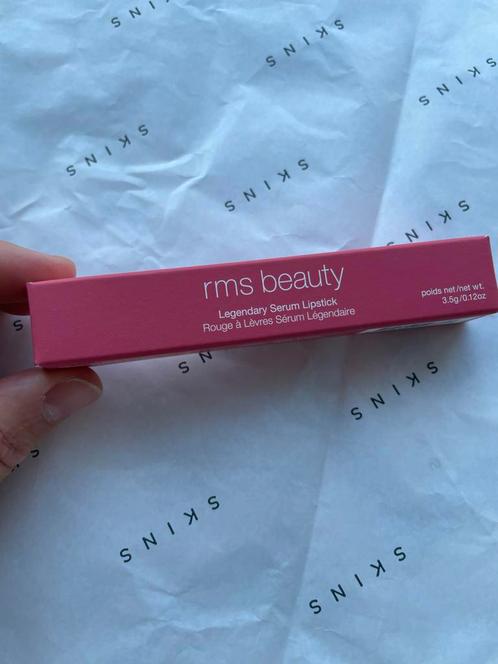 SKINS
SKINS
SKINS
SKINS
SKINS
SKINS
rms beauty
Legendary Serum Lipstick
Rouge à Lèvres Sérum Légendaire
poids net/net wt.
3.5g/0.12oz
SKINS
SKINS
SKINS